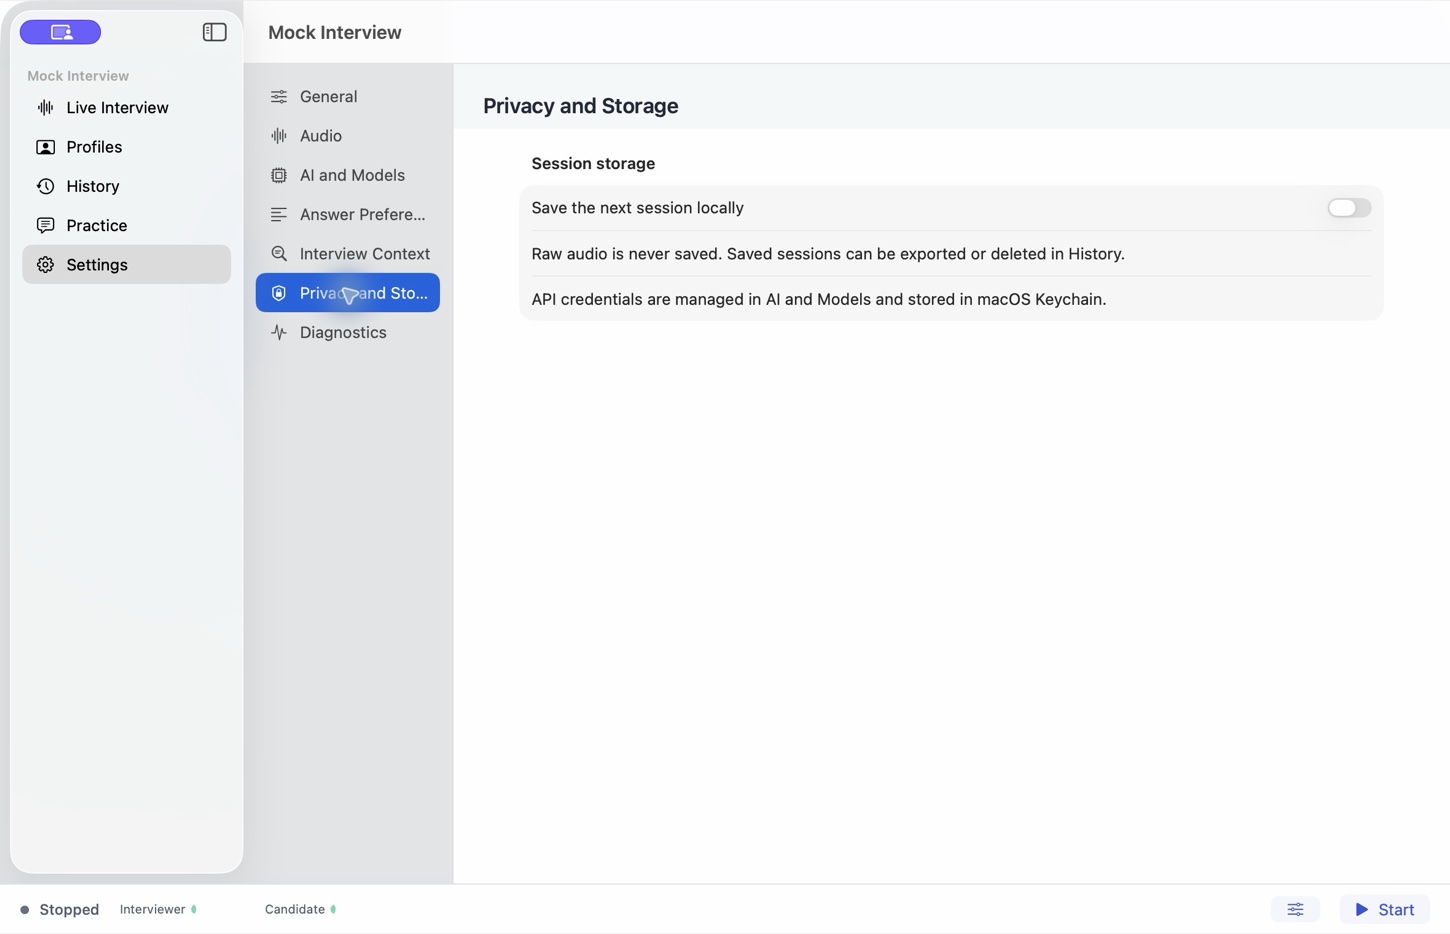 Mock Interview
Live Interview
Profiles
History
Practice
Settings
Mock Interview
General
Audio
AI and Models
Answer Prefere...
Interview Context
Privacy and Sto...
Diagnostics
Privacy and Storage
Session storage
Save the next session locally
Raw audio is never saved. Saved sessions can be exported or deleted in History.
API credentials are managed in AI and Models and stored in macOS Keychain.
Stopped
Interviewer
Candidate
Start